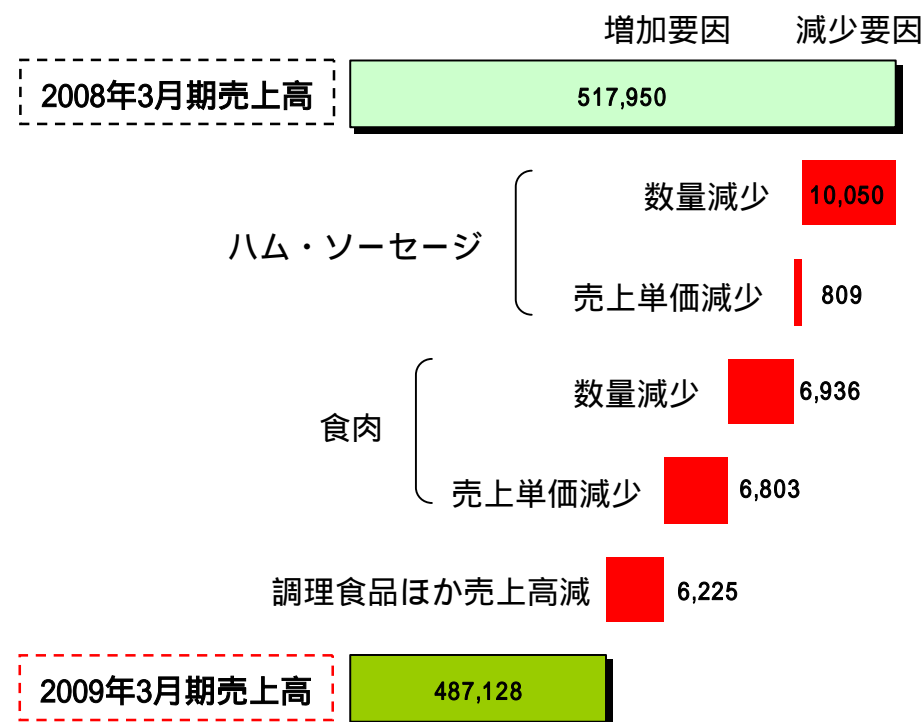 増加要因 減少要因
2008年3月期売上高 517,950
数量減少 10,050
ハム・ソーセージ
売上単価減少 809
数量減少 6,936
食肉
売上単価減少 6,803
調理食品ほか売上高減 6,225
2009年3月期売上高 487,128